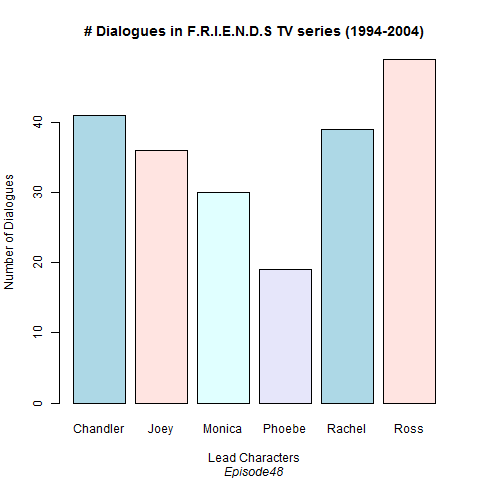 # Dialogues in F.R.I.E.N.D.S TV series (1994-2004)
Number of Dialogues
40
30
20
10
0
Chandler Joey Monica Phoebe Rachel Ross
Lead Characters
Episode48